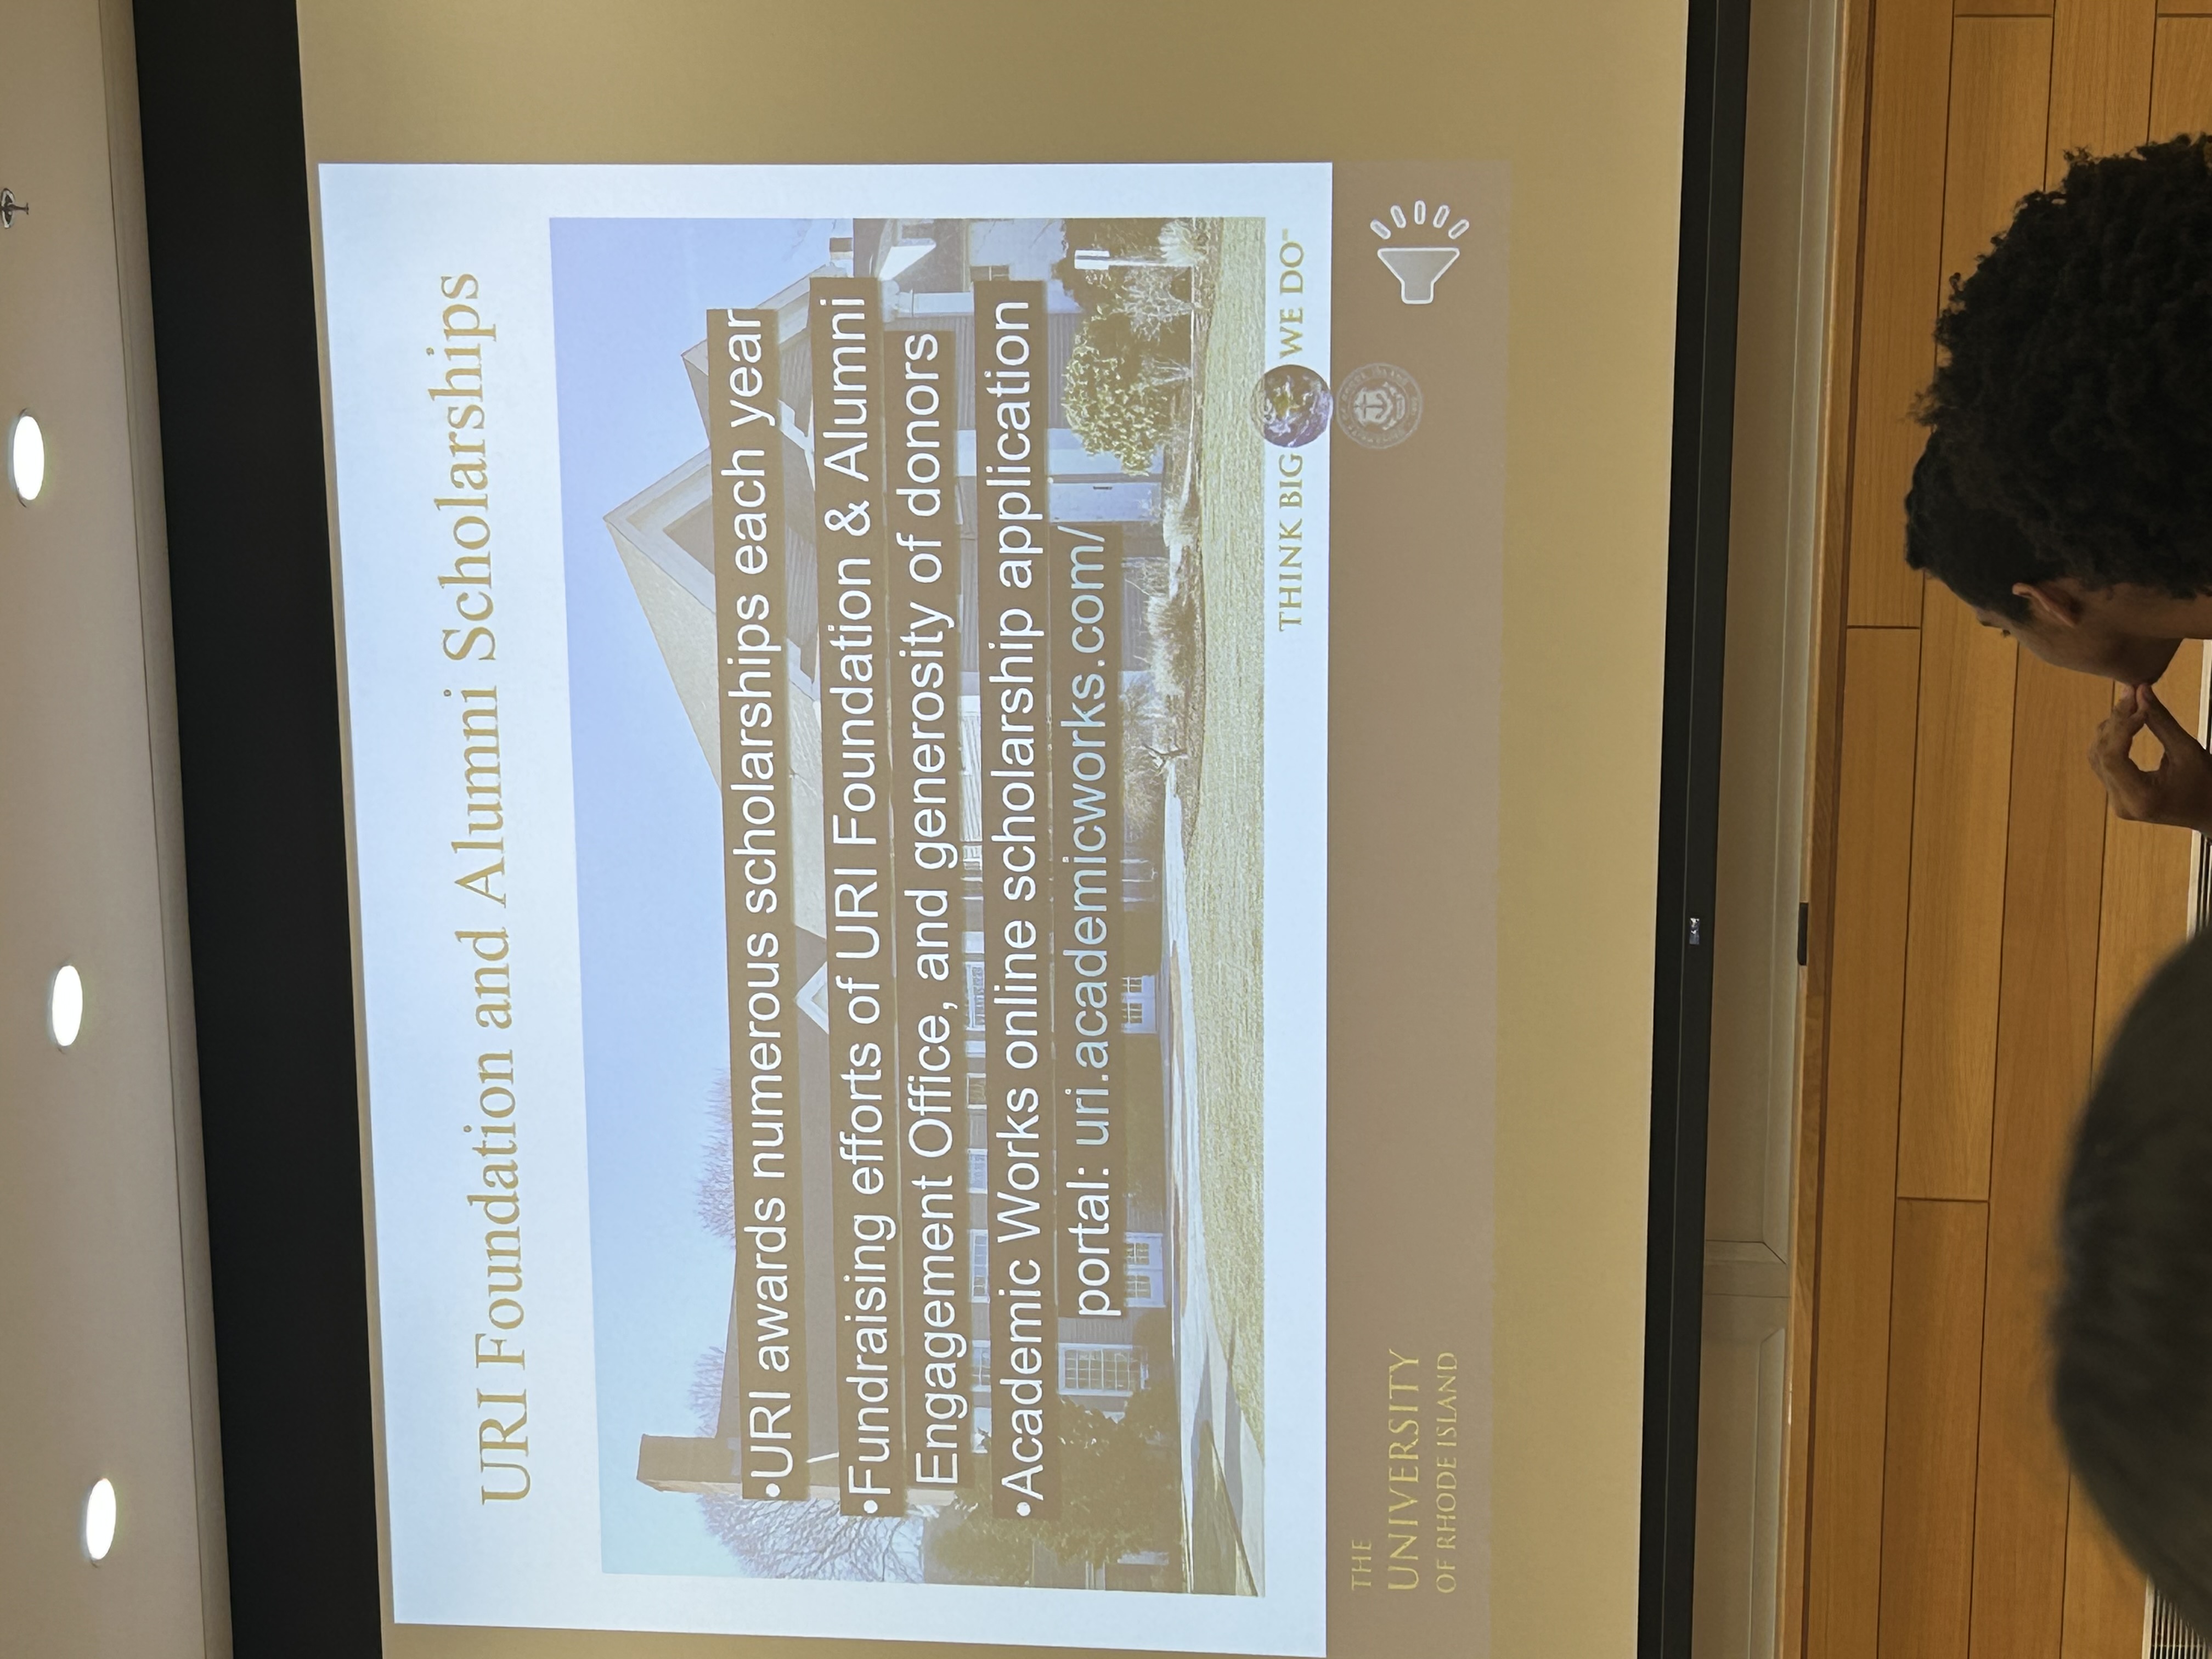 URI Foundation and Alumni Scholarships
•URI awards numerous scholarships each year
•Fundraising efforts of URI Foundation & Alumni
Engagement Office, and generosity of donors
•Academic Works online scholarship application
portal: uri.academicworks.com/
THINK BIG WE DO℠
THE
UNIVERSITY
OF RHODE ISLAND